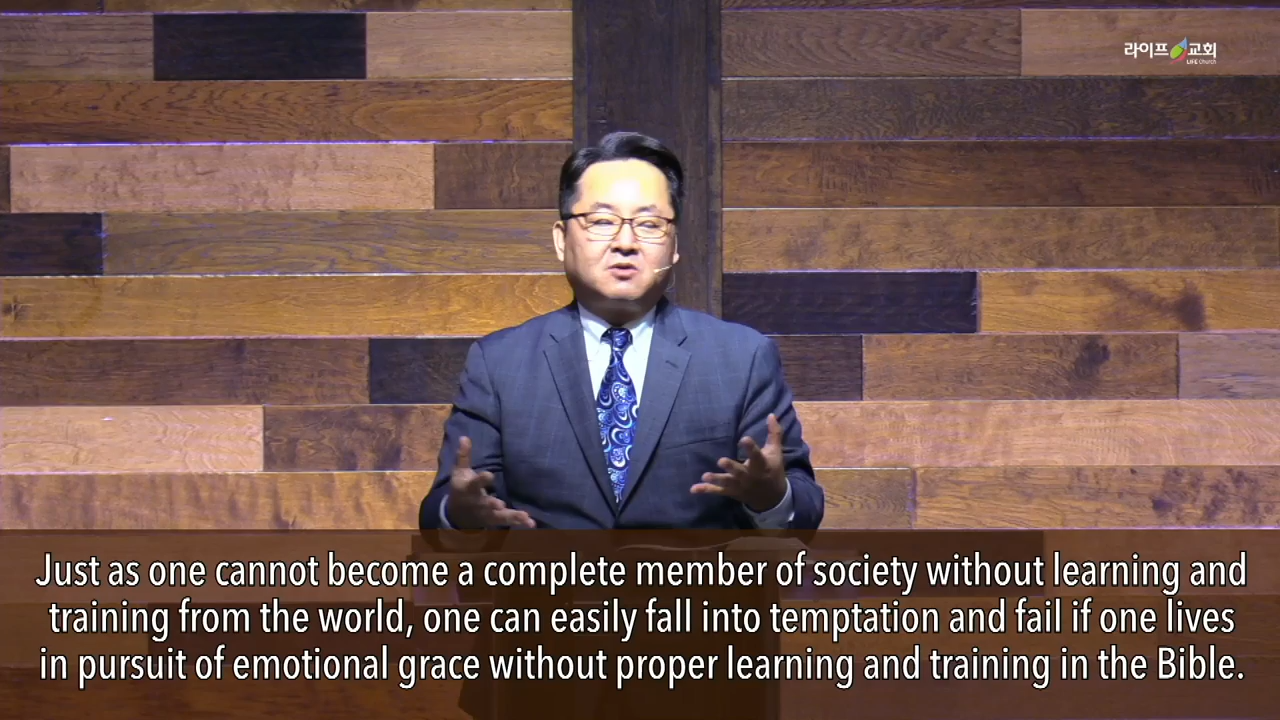 라이프교회
LIFE Church
Just as one cannot become a complete member of society without learning and
training from the world, one can easily fall into temptation and fail if one lives
in pursuit of emotional grace without proper learning and training in the Bible.